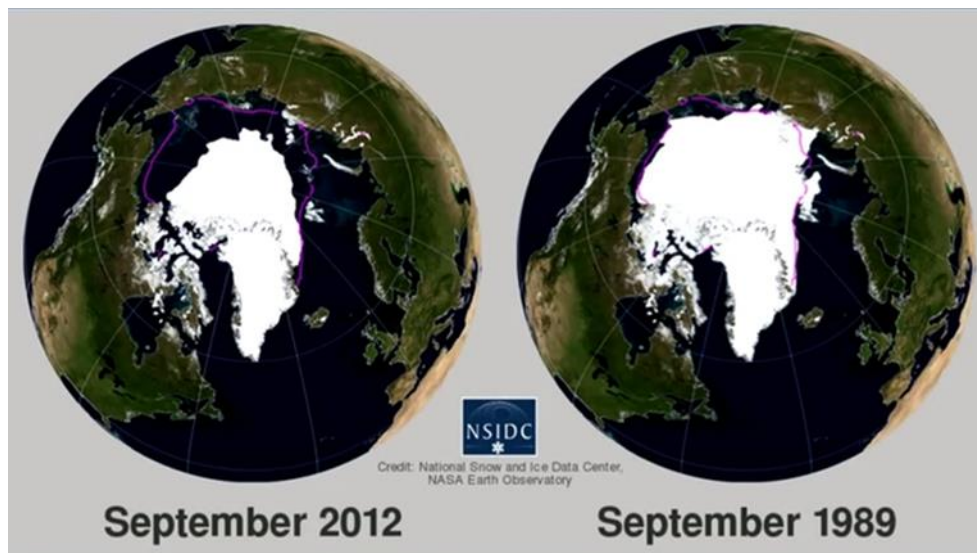 NSIDC
Credit: National Snow and Ice Data Center,
NASA Earth Observatory
September 2012
September 1989